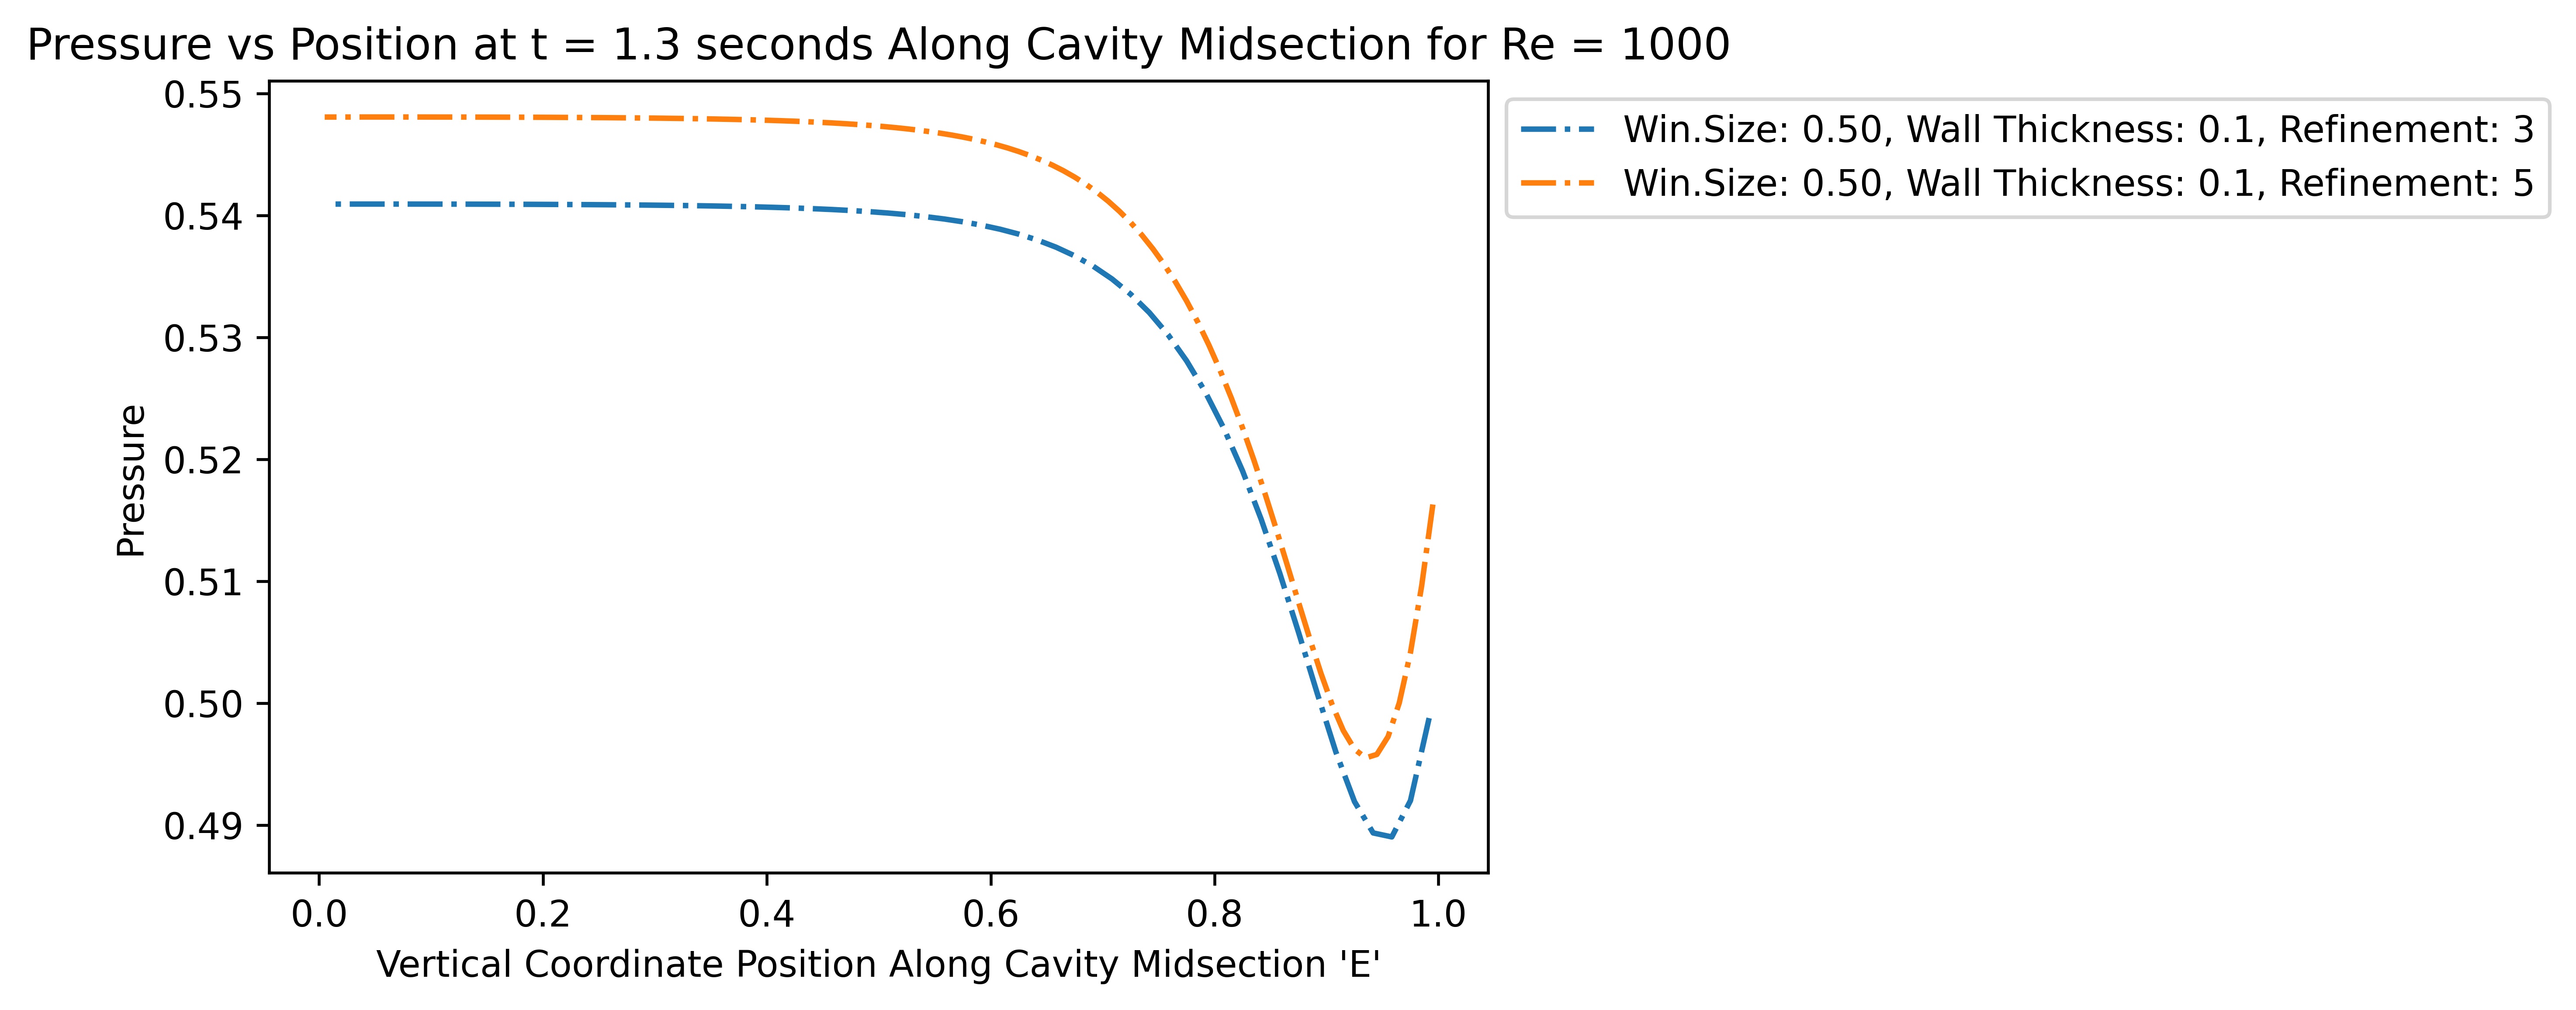 Pressure vs Position at t = 1.3 seconds Along Cavity Midsection for Re = 1000
0.55
0.54
0.53
0.52
0.51
0.50
0.49
Pressure
0.0 0.2 0.4 0.6 0.8 1.0
Vertical Coordinate Position Along Cavity Midsection 'E'
Win.Size: 0.50, Wall Thickness: 0.1, Refinement: 3
Win.Size: 0.50, Wall Thickness: 0.1, Refinement: 5